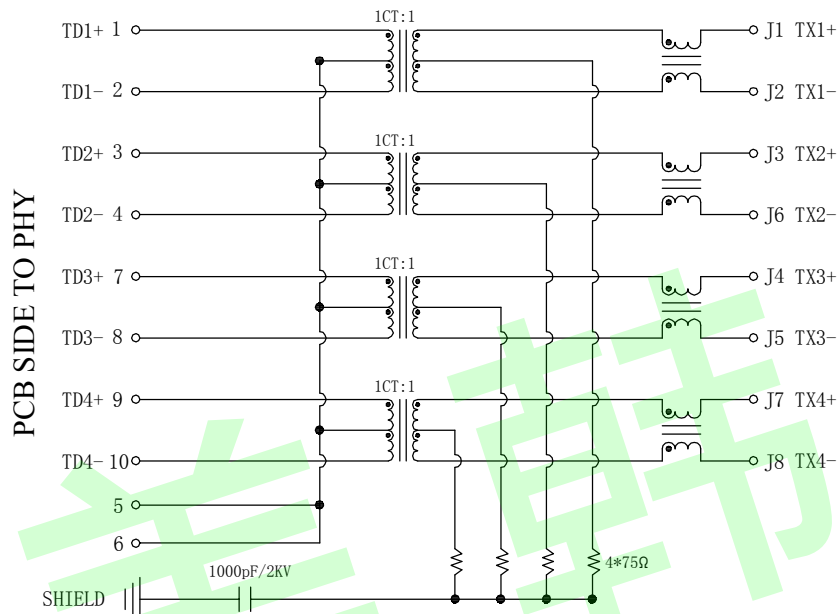 1CT:1
TD1+ 1
J1 TX1+
TD1- 2
J2 TX1-
1CT:1
TD2+ 3
J3 TX2+
TD2- 4
J6 TX2-
1CT:1
TD3+ 7
J4 TX3+
TD3- 8
J5 TX3-
1CT:1
TD4+ 9
J7 TX4+
TD4- 10
J8 TX4-
5
6
PCB SIDE TO PHY
4*75Ω
1000pF/2KV
SHIELD
美韩